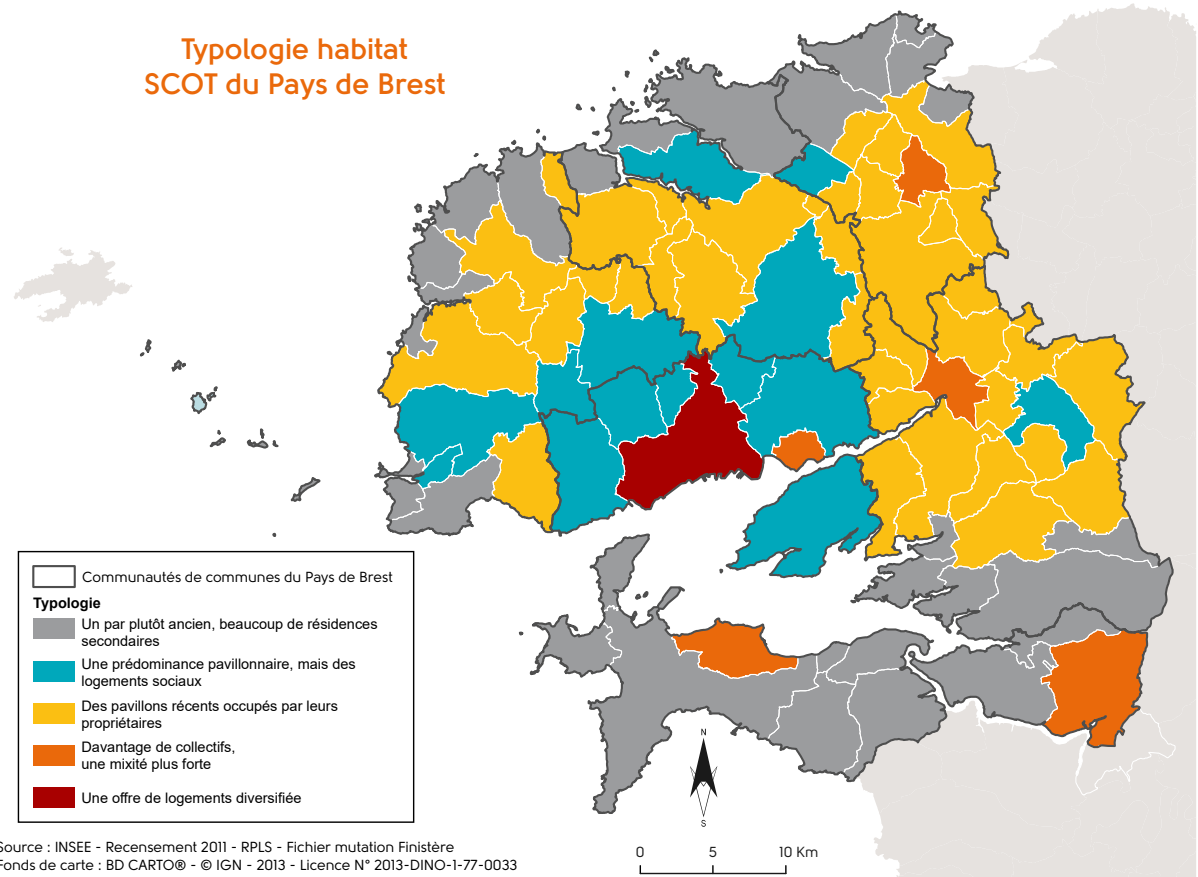 Typologie habitat
SCOT du Pays de Brest
Communautés de communes du Pays de Brest
Typologie
Un par plutôt ancien, beaucoup de résidences
secondaires
Une prédominance pavillonnaire, mais des
logements sociaux
Des pavillons récents occupés par leurs
propriétaires
Davantage de collectifs,
une mixité plus forte
Une offre de logements diversifiée
N
S
0 5 10 Km
Source : INSEE - Recensement 2011 - RPLS - Fichier mutation Finistère
Fonds de carte : BD CARTO® - © IGN - 2013 - Licence N° 2013-DINO-1-77-0033